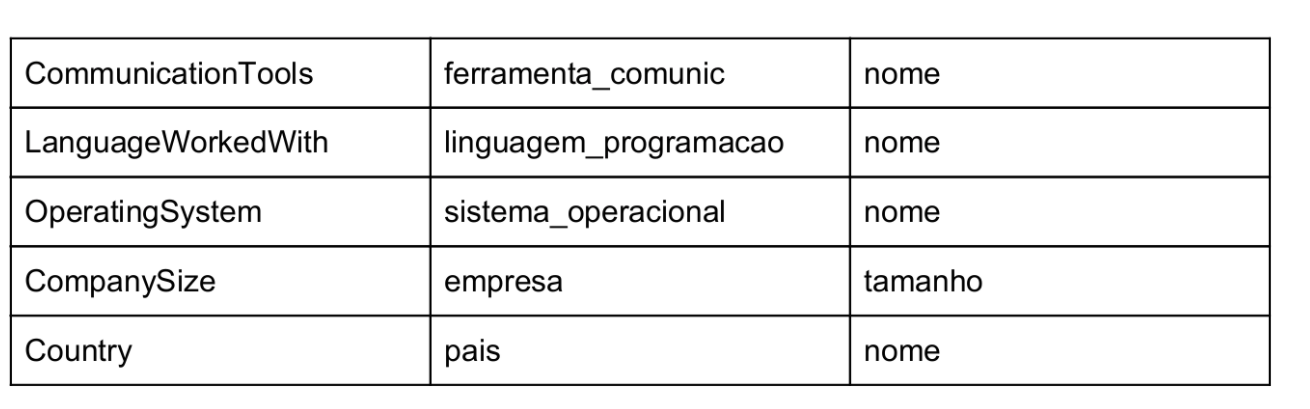 CommunicationTools ferramenta_comunic nome
LanguageWorkedWith linguagem_programacao nome
OperatingSystem sistema_operacional nome
CompanySize empresa tamanho
Country pais nome